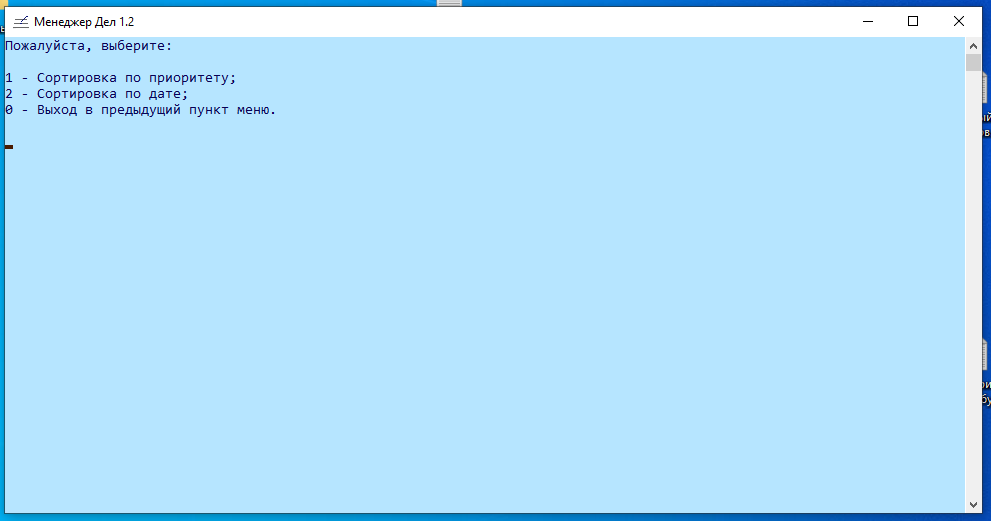 Менеджер Дел 1.2
Пожалуйста, выберите:
1 - Сортировка по приоритету;
2 - Сортировка по дате;
0 - Выход в предыдущий пункт меню.